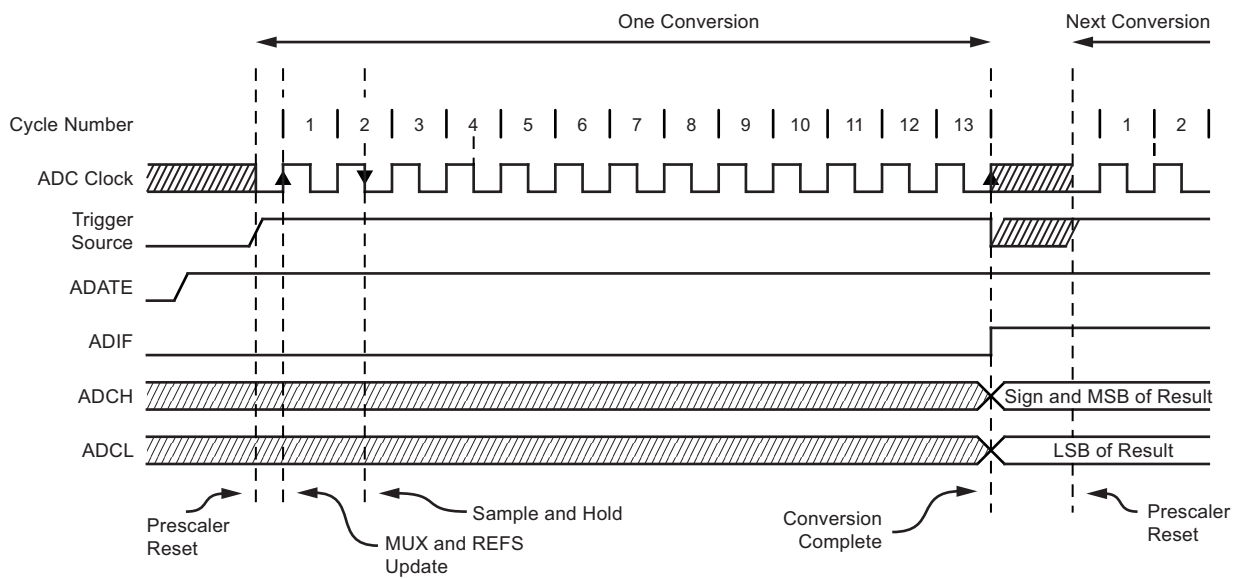 One Conversion
Next Conversion
Cycle Number
1 2 3 4 5 6 7 8 9 10 11 12 13 1 2
ADC Clock
Trigger
Source
ADATE
ADIF
ADCH
Sign and MSB of Result
ADCL
LSB of Result
Prescaler
Reset
MUX and REFS
Update
Sample and Hold
Conversion
Complete
Prescaler
Reset